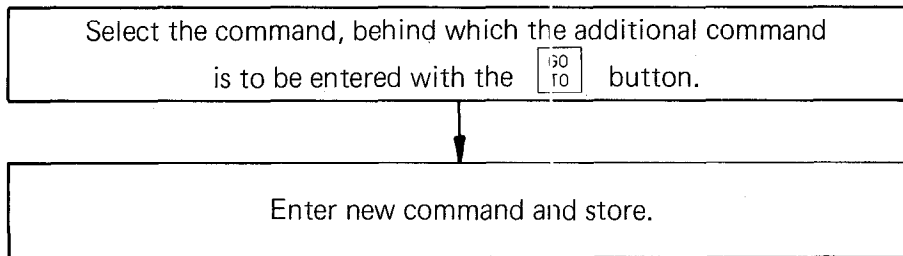 Select the command, behind which the additional command
is to be entered with the GO TO button.
Enter new command and store.